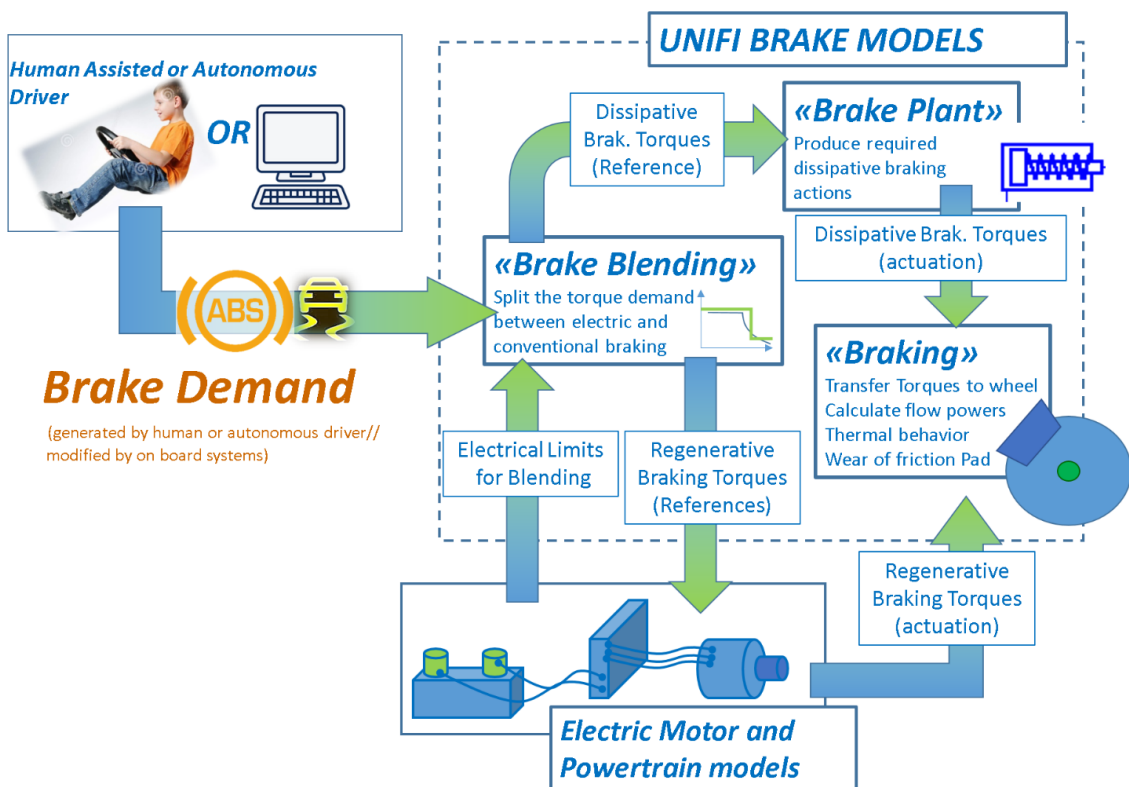 UNIFI BRAKE MODELS
Human Assisted or Autonomous
Driver
OR
Dissipative
Brak. Torques
(Reference)
«Brake Plant»
Produce required
dissipative braking
actions
Dissipative Brak. Torques
(actuation)
«Brake Blending»
Split the torque demand
between electric and
conventional braking
ABS
Brake Demand
(generated by human or autonomous driver//
modified by on board systems)
«Braking»
Transfer Torques to wheel
Calculate flow powers
Thermal behavior
Wear of friction Pad
Electrical Limits
for Blending
Regenerative
Braking Torques
(References)
Regenerative
Braking Torques
(actuation)
Electric Motor and
Powertrain models